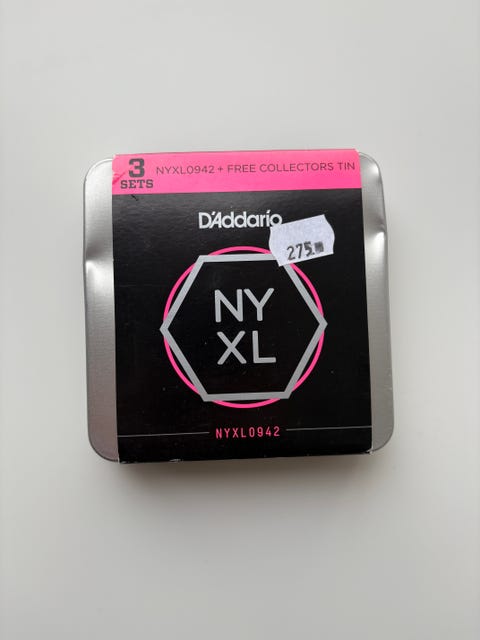 3
SETS
NYXL0942 + FREE COLLECTORS TIN
D'Addario
275.-
NY
XL
NYXL0942